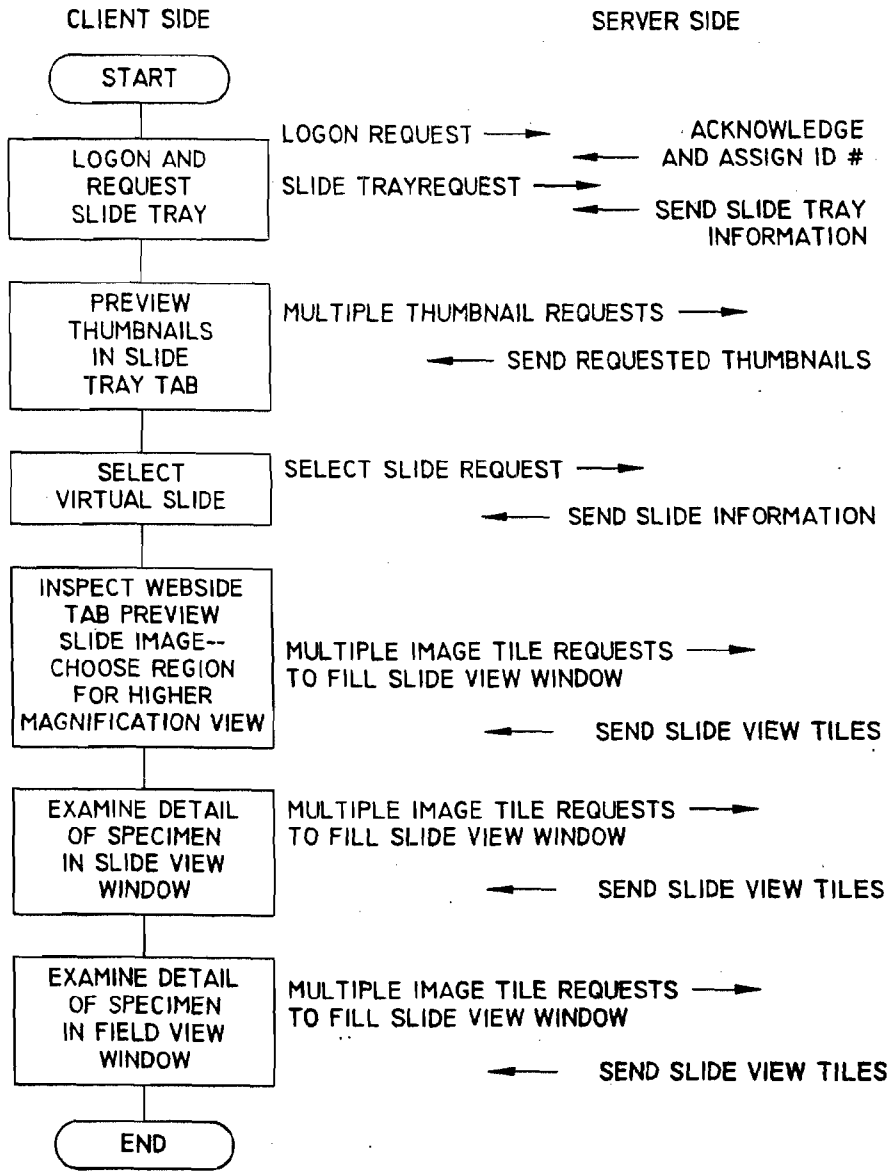 CLIENT SIDE
SERVER SIDE
START
LOGON AND
REQUEST
SLIDE TRAY
LOGON REQUEST
ACKNOWLEDGE
AND ASSIGN ID #
SLIDE TRAYREQUEST
SEND SLIDE TRAY
INFORMATION
PREVIEW
THUMBNAILS
IN SLIDE
TRAY TAB
MULTIPLE THUMBNAIL REQUESTS
SEND REQUESTED THUMBNAILS
SELECT
VIRTUAL SLIDE
SELECT SLIDE REQUEST
SEND SLIDE INFORMATION
INSPECT WEBSIDE
TAB PREVIEW
SLIDE IMAGE--
CHOOSE REGION
FOR HIGHER
MAGNIFICATION VIEW
MULTIPLE IMAGE TILE REQUESTS
TO FILL SLIDE VIEW WINDOW
SEND SLIDE VIEW TILES
EXAMINE DETAIL
OF SPECIMEN
IN SLIDE VIEW
WINDOW
MULTIPLE IMAGE TILE REQUESTS
TO FILL SLIDE VIEW WINDOW
SEND SLIDE VIEW TILES
EXAMINE DETAIL
OF SPECIMEN
IN FIELD VIEW
WINDOW
MULTIPLE IMAGE TILE REQUESTS
TO FILL SLIDE VIEW WINDOW
SEND SLIDE VIEW TILES
END